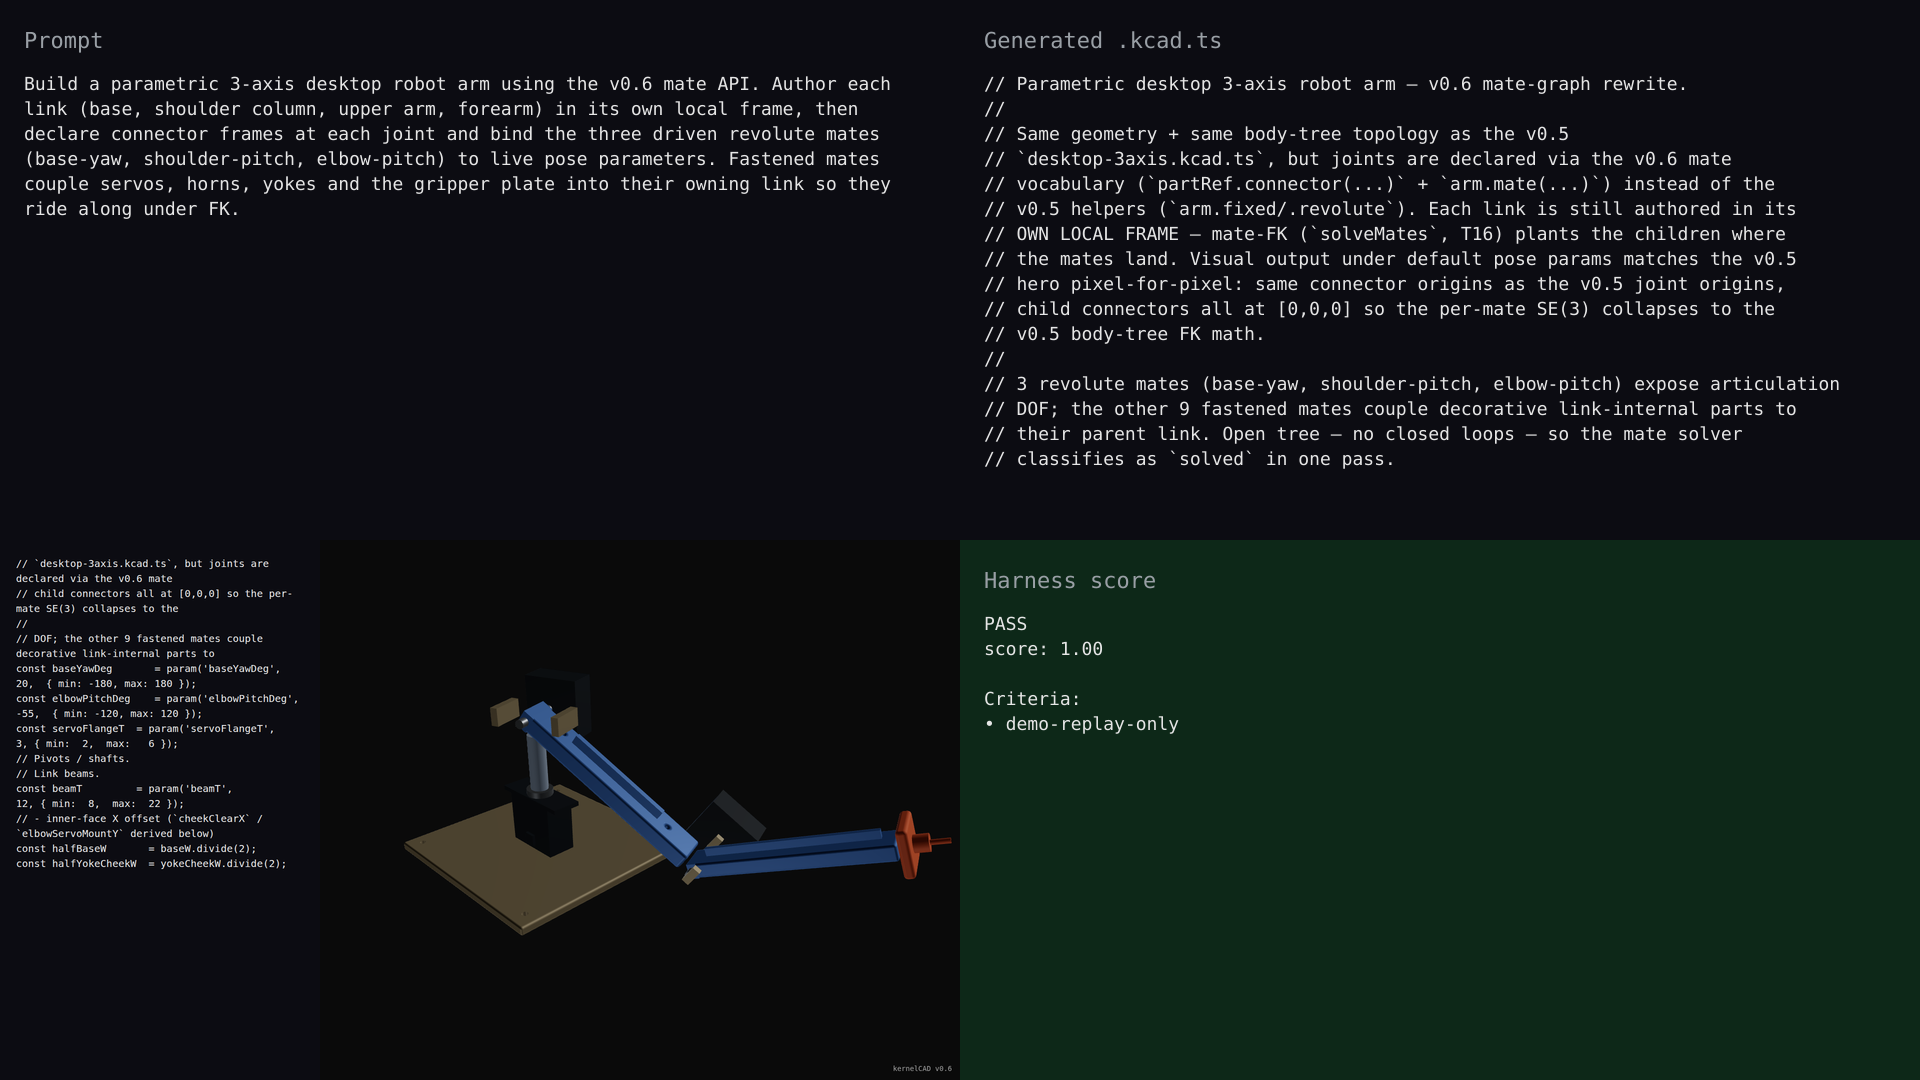 Prompt
Build a parametric 3-axis desktop robot arm using the v0.6 mate API. Author each
link (base, shoulder column, upper arm, forearm) in its own local frame, then
declare connector frames at each joint and bind the three driven revolute mates
(base-yaw, shoulder-pitch, elbow-pitch) to live pose parameters. Fastened mates
couple servos, horns, yokes and the gripper plate into their owning link so they
ride along under FK.
Generated .kcad.ts
// Parametric desktop 3-axis robot arm — v0.6 mate-graph rewrite.
//
// Same geometry + same body-tree topology as the v0.5
// `desktop-3axis.kcad.ts`, but joints are declared via the v0.6 mate
// vocabulary (`partRef.connector(...)` + `arm.mate(...)`) instead of the
// v0.5 helpers (`arm.fixed/.revolute`). Each link is still authored in its
// OWN LOCAL FRAME — mate-FK (`solveMates`, T16) plants the children where
// the mates land. Visual output under default pose params matches the v0.5
// hero pixel-for-pixel: same connector origins as the v0.5 joint origins,
// child connectors all at [0,0,0] so the per-mate SE(3) collapses to the
// v0.5 body-tree FK math.
//
// 3 revolute mates (base-yaw, shoulder-pitch, elbow-pitch) expose articulation
// DOF; the other 9 fastened mates couple decorative link-internal parts to
// their parent link. Open tree — no closed loops — so the mate solver
// classifies as `solved` in one pass.
// `desktop-3axis.kcad.ts`, but joints are
declared via the v0.6 mate
// child connectors all at [0,0,0] so the per-
mate SE(3) collapses to the
//
// DOF; the other 9 fastened mates couple
decorative link-internal parts to
const baseYawDeg       = param('baseYawDeg',
20,  { min: -180, max: 180 });
const elbowPitchDeg    = param('elbowPitchDeg',
-55,  { min: -120, max: 120 });
const servoFlangeT  = param('servoFlangeT',
3, { min:  2,  max:   6 });
// Pivots / shafts.
// Link beams.
const beamT         = param('beamT',
12, { min:  8,  max:  22 });
// - inner-face X offset (`cheekClearX` /
`elbowServoMountY` derived below)
const halfBaseW       = baseW.divide(2);
const halfYokeCheekW  = yokeCheekW.divide(2);
kernelCAD v0.6
Harness score
PASS
score: 1.00
Criteria:
• demo-replay-only